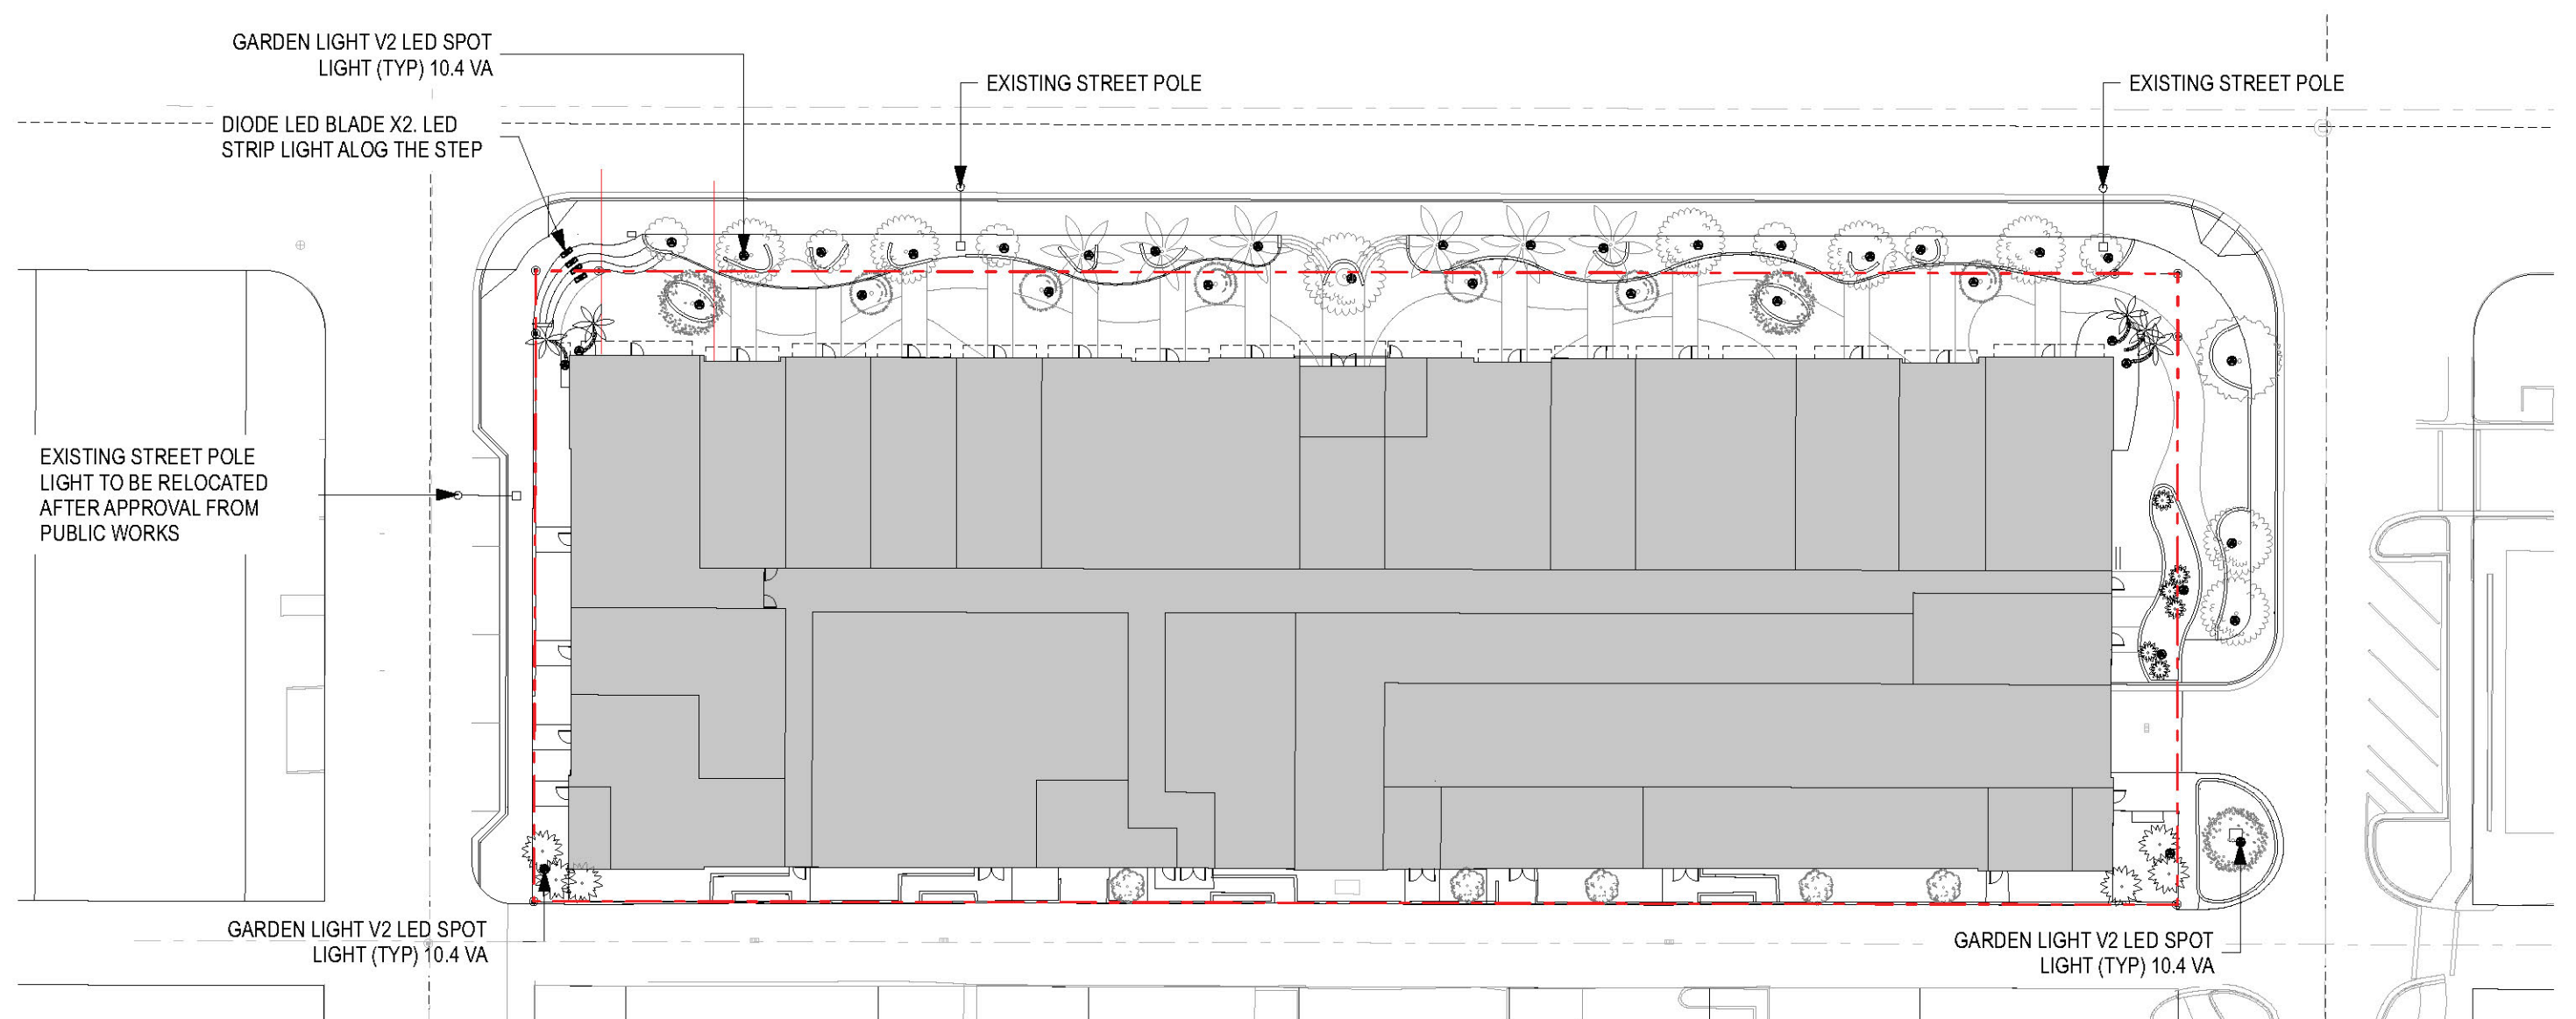 GARDEN LIGHT V2 LED SPOT
LIGHT (TYP) 10.4 VA
EXISTING STREET POLE
EXISTING STREET POLE
DIODE LED BLADE X2. LED
STRIP LIGHT ALOG THE STEP
EXISTING STREET POLE
LIGHT TO BE RELOCATED
AFTER APPROVAL FROM
PUBLIC WORKS
GARDEN LIGHT V2 LED SPOT
LIGHT (TYP) 10.4 VA
GARDEN LIGHT V2 LED SPOT
LIGHT (TYP) 10.4 VA